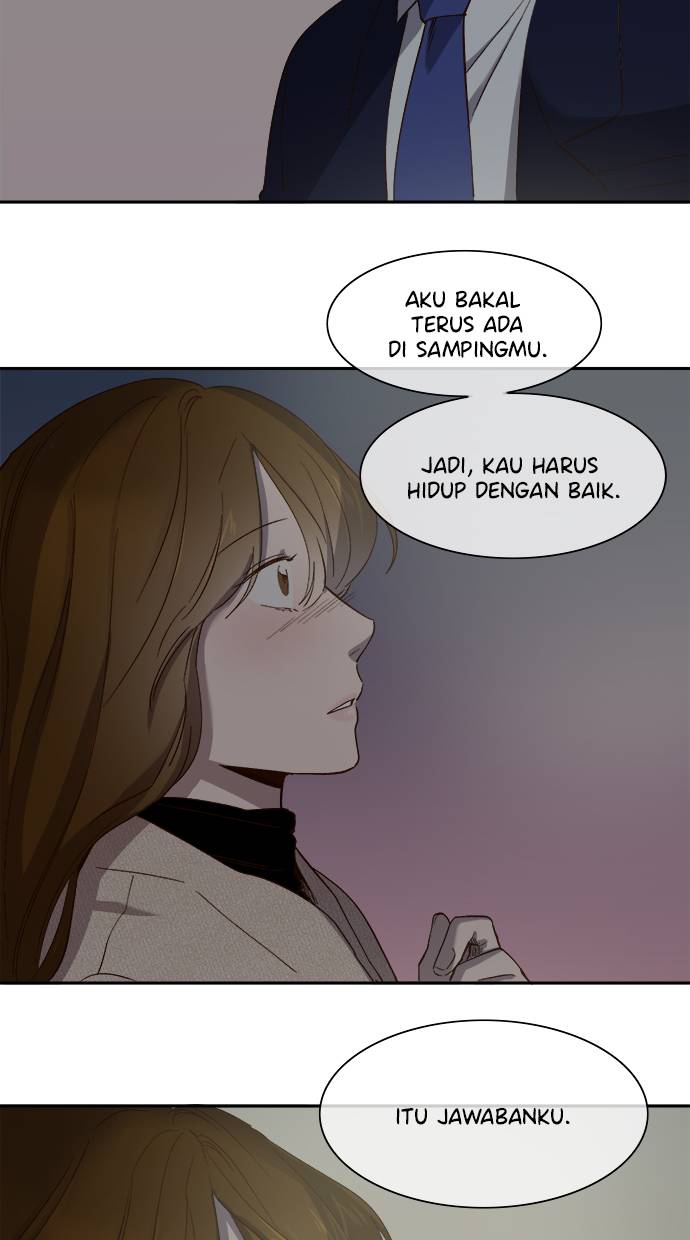 AKU BAKAL
TERUS ADA
DI SAMPINGMU.
JADI, KAU HARUS
HIDUP DENGAN BAIK.
ITU JAWABANKU.